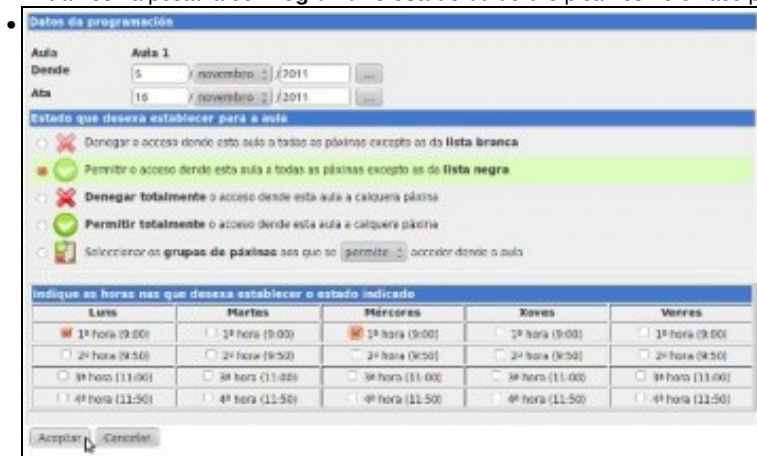 Datos da programación
Aula Aula 1
Dende 5 / novembro / 2011 ...
Ata 16 / novembro / 2011 ...
Estado que desexa establecer para a aula
Denegar o acceso dende esta aula a todas as páxinas excepto as da lista branca
Permitir o acceso dende esta aula a todas as páxinas excepto as da lista negra
Denegar totalmente o acceso dende esta aula a calquera páxina
Permitir totalmente o acceso dende esta aula a calquera páxina
Seleccionar os grupos de páxinas aos que se permite acceder dende a aula
Indique as horas nas que desexa establecer o estado indicado
Luns Martes Mércores Xoves Venres
1ª hora (9:00) 1ª hora (9:00) 1ª hora (9:00) 1ª hora (9:00) 1ª hora (9:00)
2ª hora (9:50) 2ª hora (9:50) 2ª hora (9:50) 2ª hora (9:50) 2ª hora (9:50)
3ª hora (11:00) 3ª hora (11:00) 3ª hora (11:00) 3ª hora (11:00) 3ª hora (11:00)
4ª hora (11:50) 4ª hora (11:50) 4ª hora (11:50) 4ª hora (11:50) 4ª hora (11:50)
Aceptar Cancelar